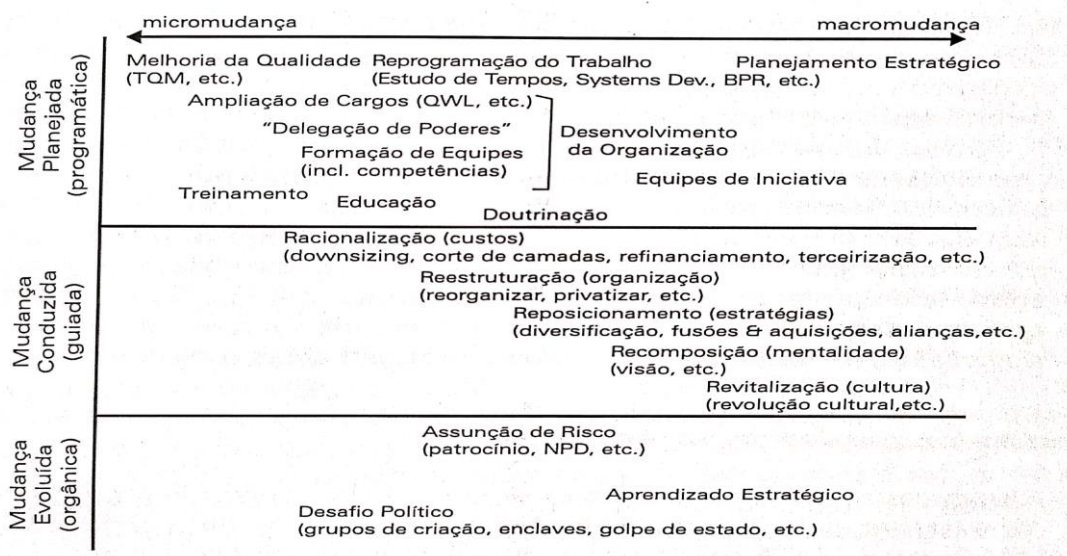 micromudança macromudança
Melhoria da Qualidade Reprogramação do Trabalho Planejamento Estratégico
(TQM, etc.) (Estudo de Tempos, Systems Dev., BPR, etc.)
Ampliação de Cargos (QWL, etc.)
"Delegação de Poderes"
Desenvolvimento
da Organização
Formação de Equipes
(incl. competências)
Equipes de Iniciativa
Treinamento
Educação
Doutrinação
Mudança
Planejada
(programática)
Racionalização (custos)
(downsizing, corte de camadas, refinanciamento, terceirização, etc.)
Reestruturação (organização)
(reorganizar, privatizar, etc.)
Reposicionamento (estratégias)
(diversificação, fusões & aquisições, alianças,etc.)
Recomposição (mentalidade)
(visão, etc.)
Revitalização (cultura)
(revolução cultural,etc.)
Mudança
Conduzida
(guiada)
Assunção de Risco
(patrocínio, NPD, etc.)
Aprendizado Estratégico
Desafio Político
(grupos de criação, enclaves, golpe de estado, etc.)
Mudança
Evoluída
(orgânica)